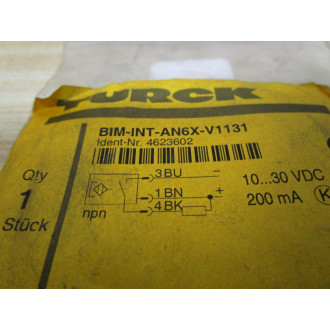 TURCK
BIM-INT-AN6X-V1131
Ident-Nr. 4623602
Qty
1
Stück
3 BU
-
1 BN
+
4 BK
npn
10...30 VDC
200 mA
K